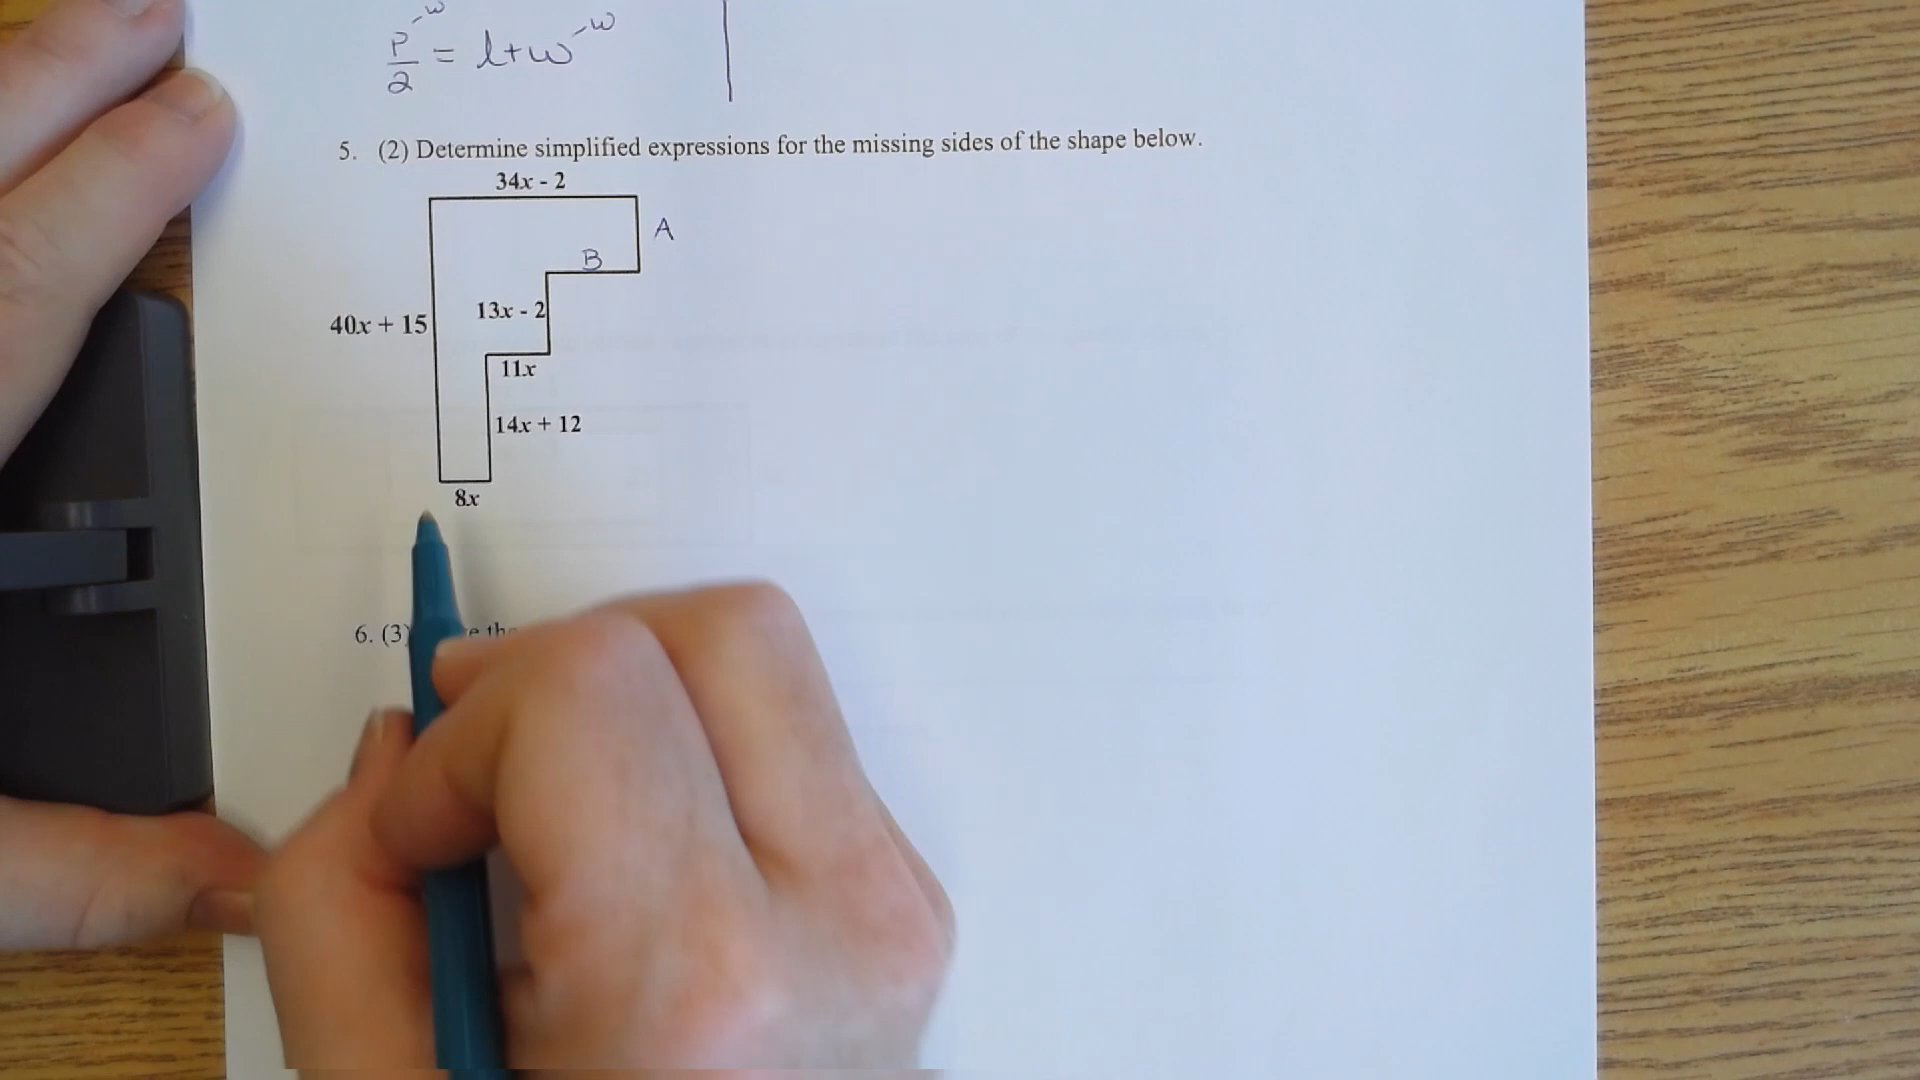 -w
P/2 = l+w -w
5. (2) Determine simplified expressions for the missing sides of the shape below.
34x - 2
A
B
13x - 2
40x + 15
11x
14x + 12
8x
6. (3)